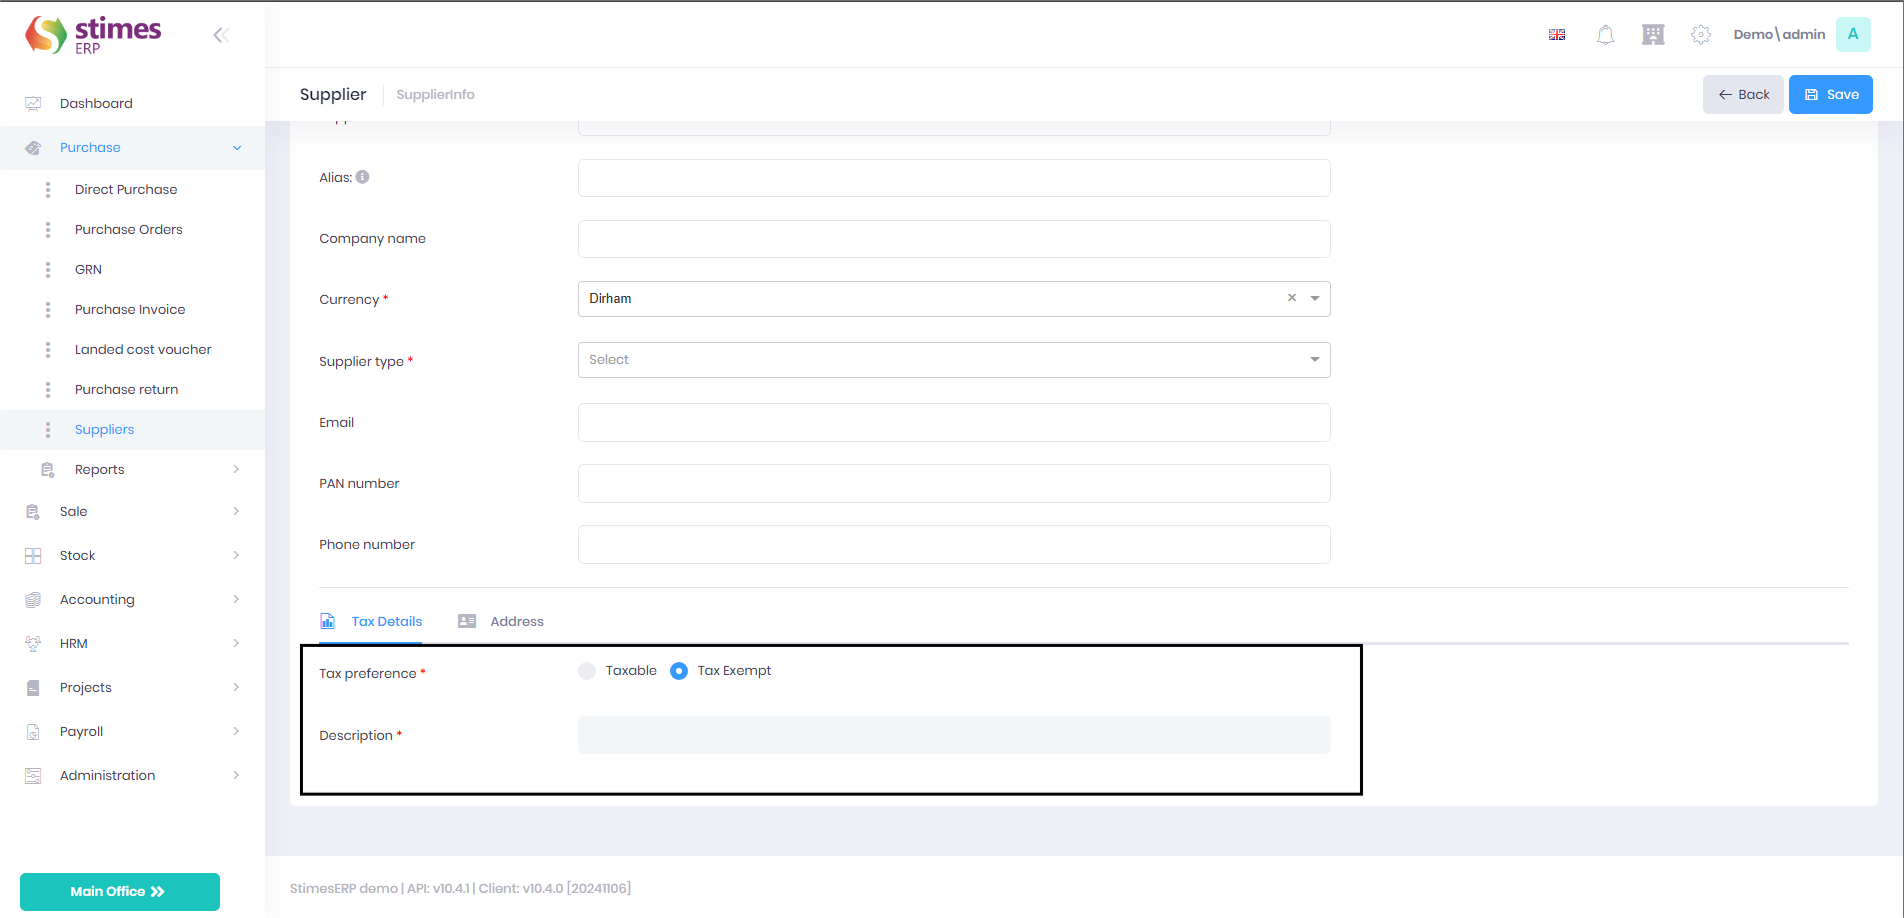 stimes
ERP
Demo\admin
A
Supplier
SupplierInfo
Back
Save
Dashboard
Purchase
Direct Purchase
Purchase Orders
GRN
Purchase Invoice
Landed cost voucher
Purchase return
Suppliers
Reports
Sale
Stock
Accounting
HRM
Projects
Payroll
Administration
Main Office
Alias:
Company name
Currency *
Dirham
Supplier type *
Select
Email
PAN number
Phone number
Tax Details
Address
Tax preference *
Taxable
Tax Exempt
Description *
StimesERP demo | API: v10.4.1 | Client: v10.4.0 [20241106]